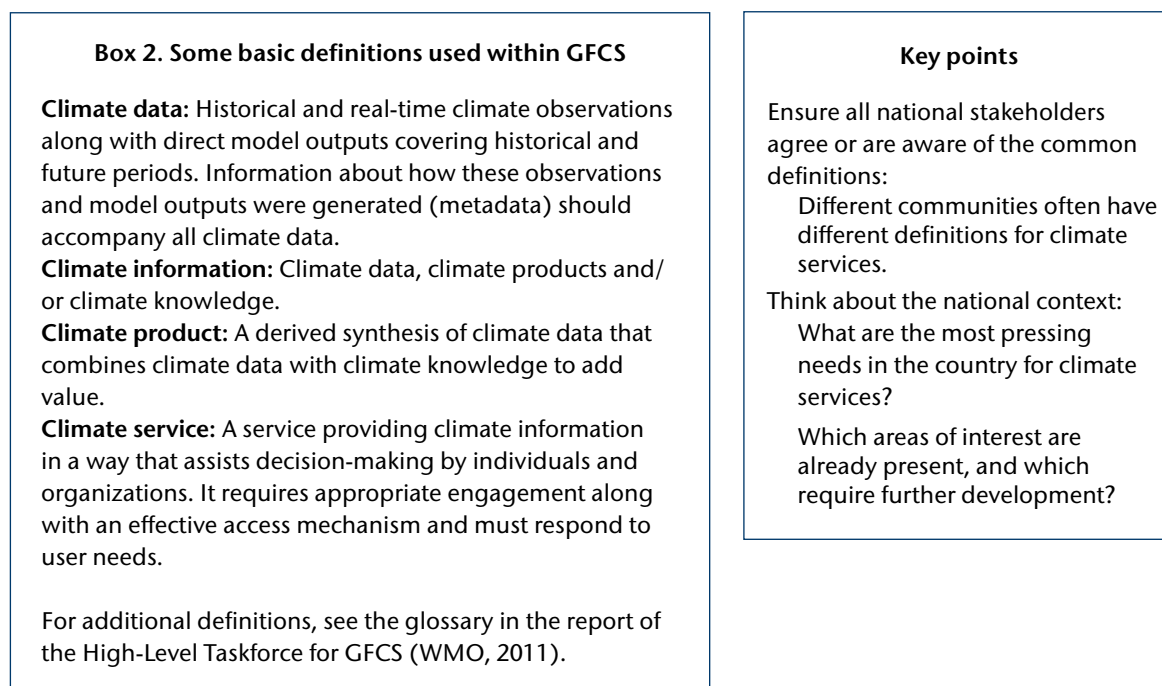 Box 2. Some basic definitions used within GFCS
Climate data: Historical and real-time climate observations
along with direct model outputs covering historical and
future periods. Information about how these observations
and model outputs were generated (metadata) should
accompany all climate data.
Climate information: Climate data, climate products and/
or climate knowledge.
Climate product: A derived synthesis of climate data that
combines climate data with climate knowledge to add
value.
Climate service: A service providing climate information
in a way that assists decision-making by individuals and
organizations. It requires appropriate engagement along
with an effective access mechanism and must respond to
user needs.
For additional definitions, see the glossary in the report of
the High-Level Taskforce for GFCS (WMO, 2011).
Key points
Ensure all national stakeholders
agree or are aware of the common
definitions:
Different communities often have
different definitions for climate
services.
Think about the national context:
What are the most pressing
needs in the country for climate
services?
Which areas of interest are
already present, and which
require further development?